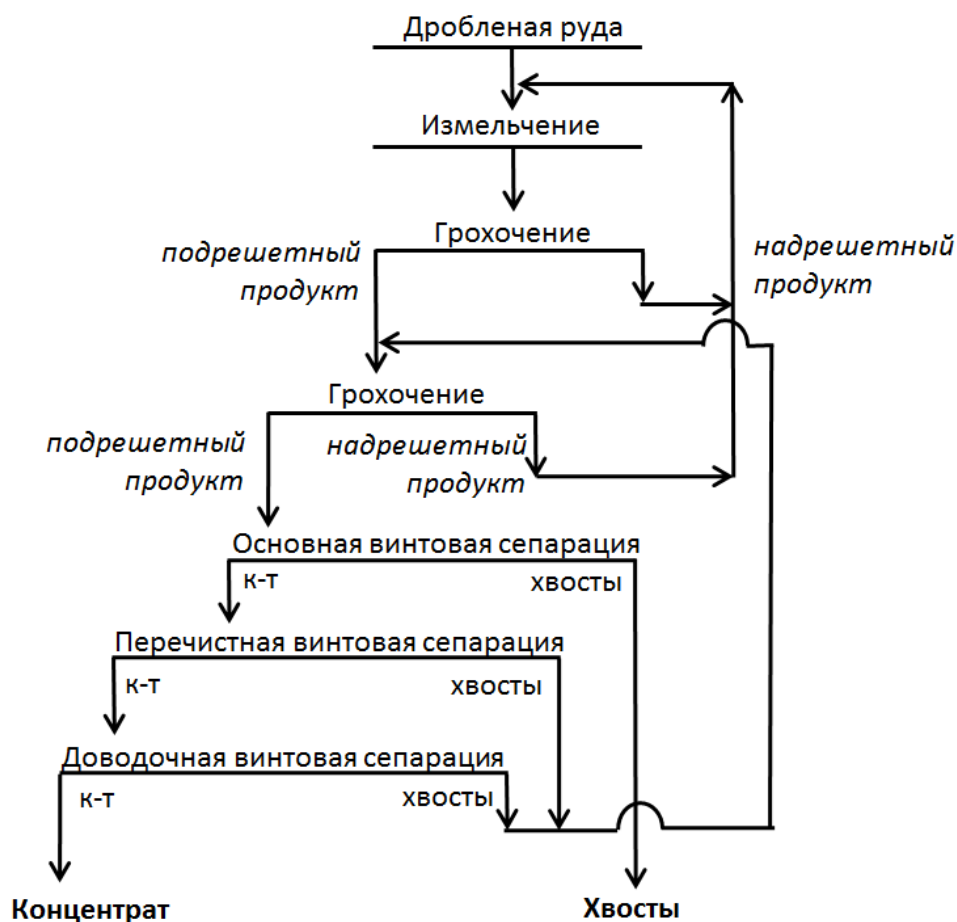 Дробленая руда
Измельчение
Грохочение
подрешетный
продукт
надрешетный
продукт
Грохочение
подрешетный
продукт
надрешетный
продукт
Основная винтовая сепарация
к-т
хвосты
Перечистная винтовая сепарация
к-т
хвосты
Доводочная винтовая сепарация
к-т
хвосты
Концентрат
Хвосты